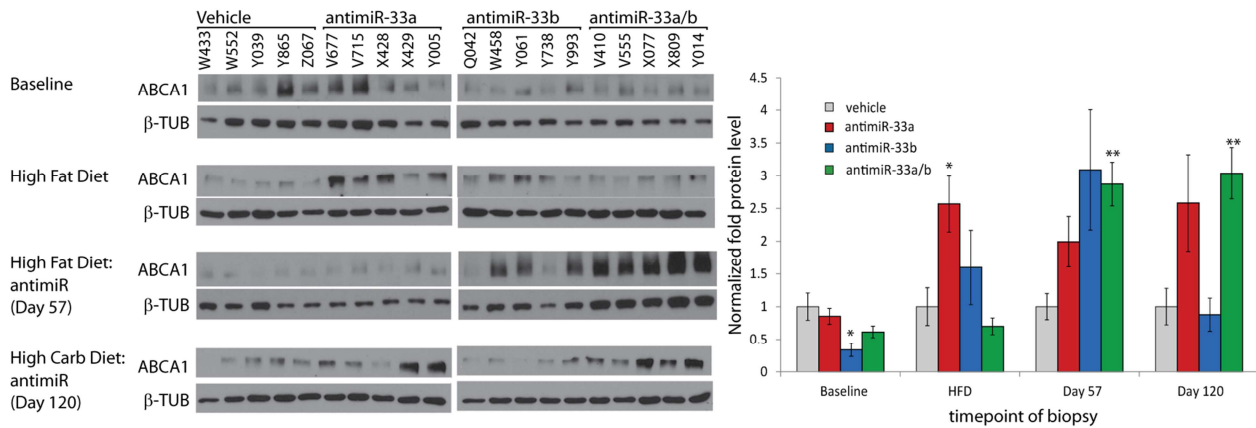 Vehicle antimiR-33a antimiR-33b antimiR-33a/b
W433 W552 Y039 Y865 Z067 V677 V715 X428 X429 Y005 Q042 W458 Y061 Y738 Y993 V410 V555 X077 X809 Y014
Baseline
ABCA1
β-TUB
High Fat Diet
ABCA1
β-TUB
High Fat Diet:
antimiR
(Day 57)
ABCA1
β-TUB
High Carb Diet:
antimiR
(Day 120)
ABCA1
β-TUB
Normalized fold protein level
4.5
4
3.5
3
2.5
2
1.5
1
0.5
0
vehicle
antimiR-33a
antimiR-33b
antimiR-33a/b
*
*
**
**
Baseline HFD Day 57 Day 120
timepoint of biopsy